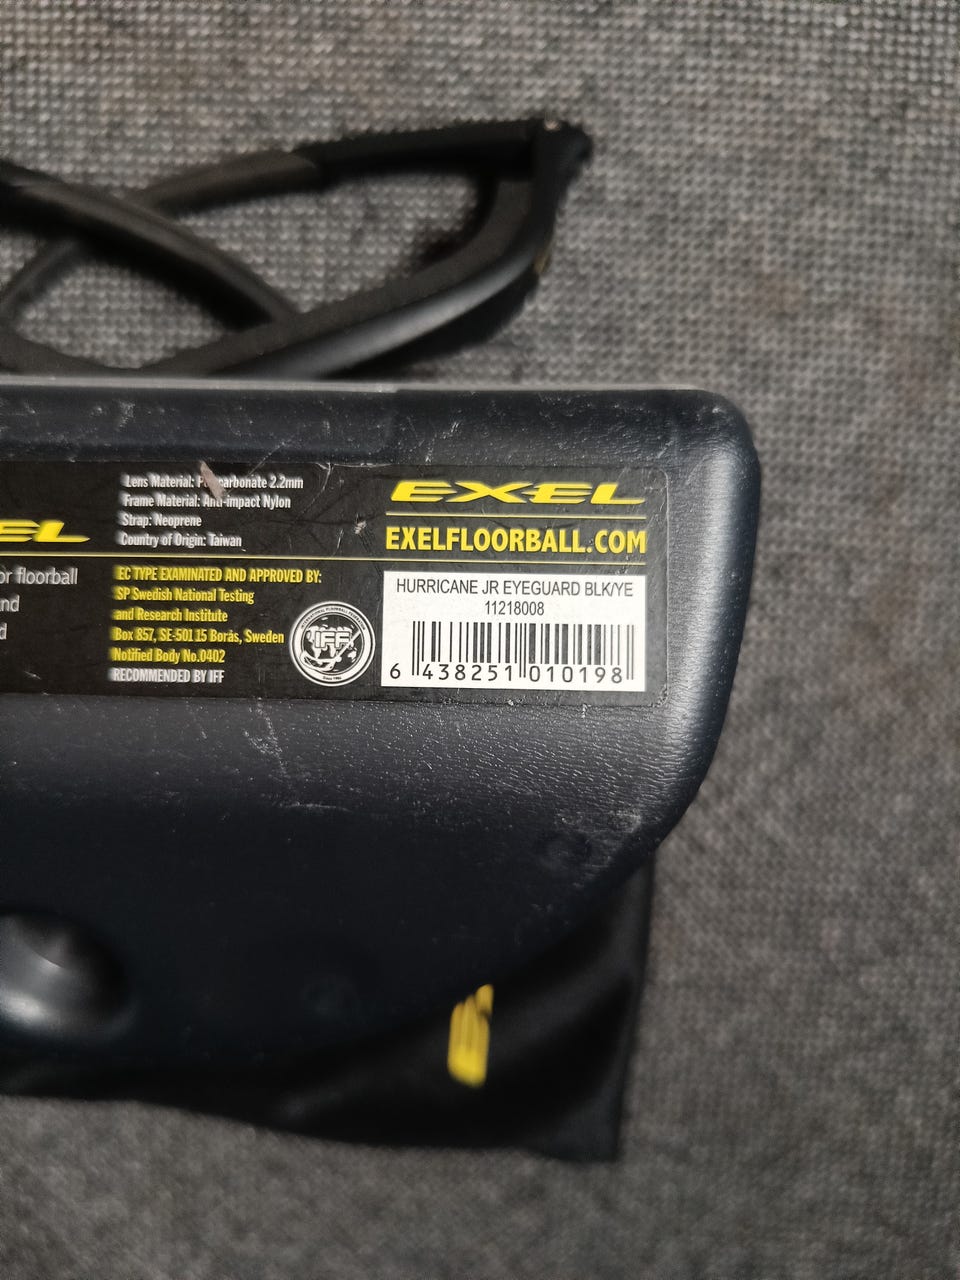 Lens Material: Polycarbonate 2.2mm
Frame Material: Anti-impact Nylon
Strap: Neoprene
Country of Origin: Taiwan
EXEL
EXELFLOORBALL.COM
EL
or floorball
nd
d
EC TYPE EXAMINED AND APPROVED BY:
SP Swedish National Testing
and Research Institute
Box 857, SE-501 15 Borås, Sweden
Notified Body No.0402
RECOMMENDED BY IFF
IFF
HURRICANE JR EYEGUARD BLK/YE
11218008
6 438251 010198